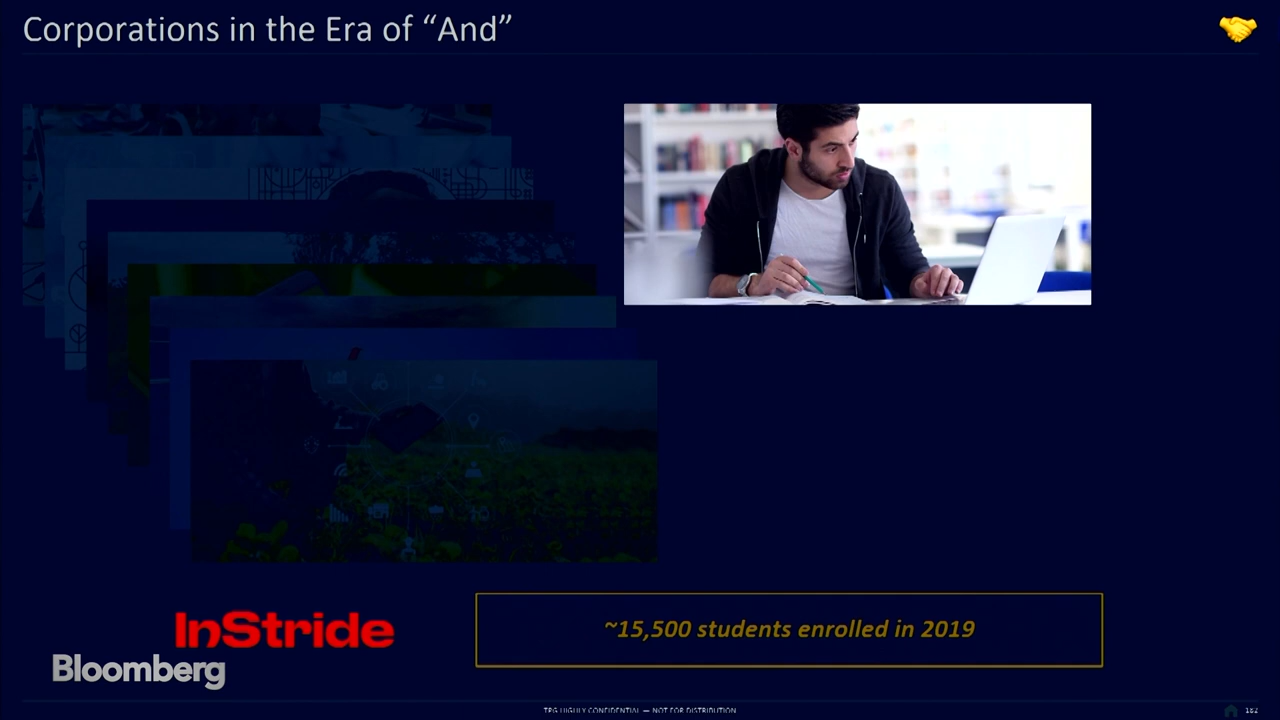 Corporations in the Era of “And”
InStride
~15,500 students enrolled in 2019
Bloomberg
TPG HIGHLY CONFIDENTIAL — NOT FOR DISTRIBUTION
162